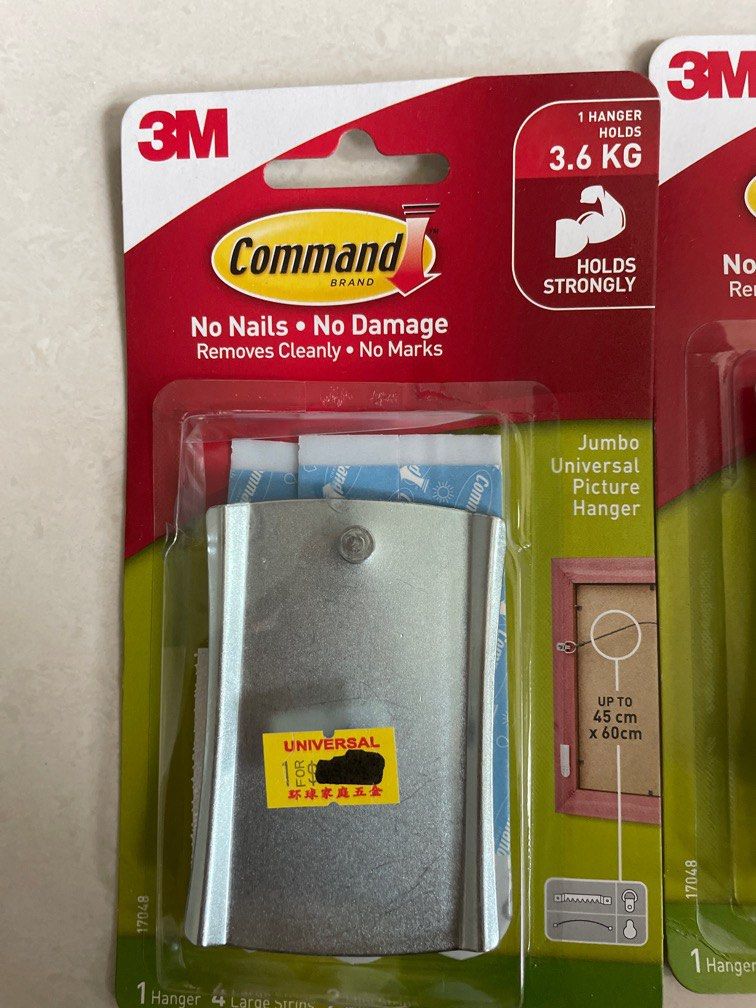 3M
1 HANGER
HOLDS
3.6 KG
HOLDS
STRONGLY
Command
BRAND
No Nails • No Damage
Removes Cleanly • No Marks
Jumbo
Universal
Picture
Hanger
UP TO
45 cm
x 60cm
UNIVERSAL
1 FOR $
环球家庭五金
17048
1 Hanger 4 Large Strips
3M
No
Re
17048
1 Hanger